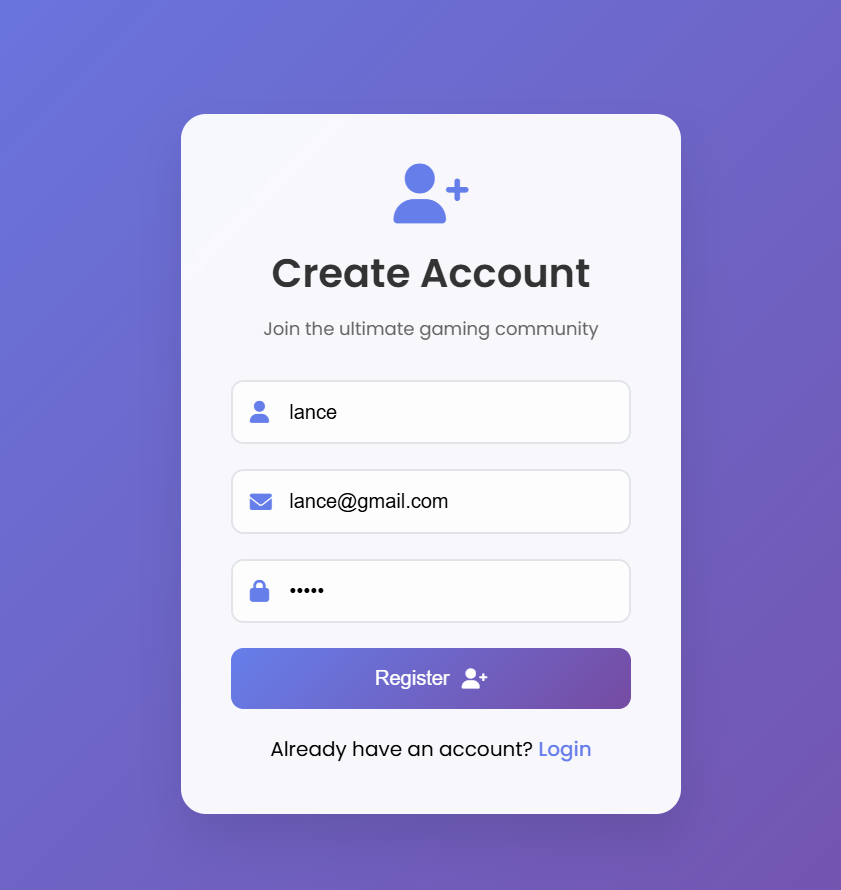 Create Account
Join the ultimate gaming community
lance
lance@gmail.com
•••••
Register
Already have an account? Login